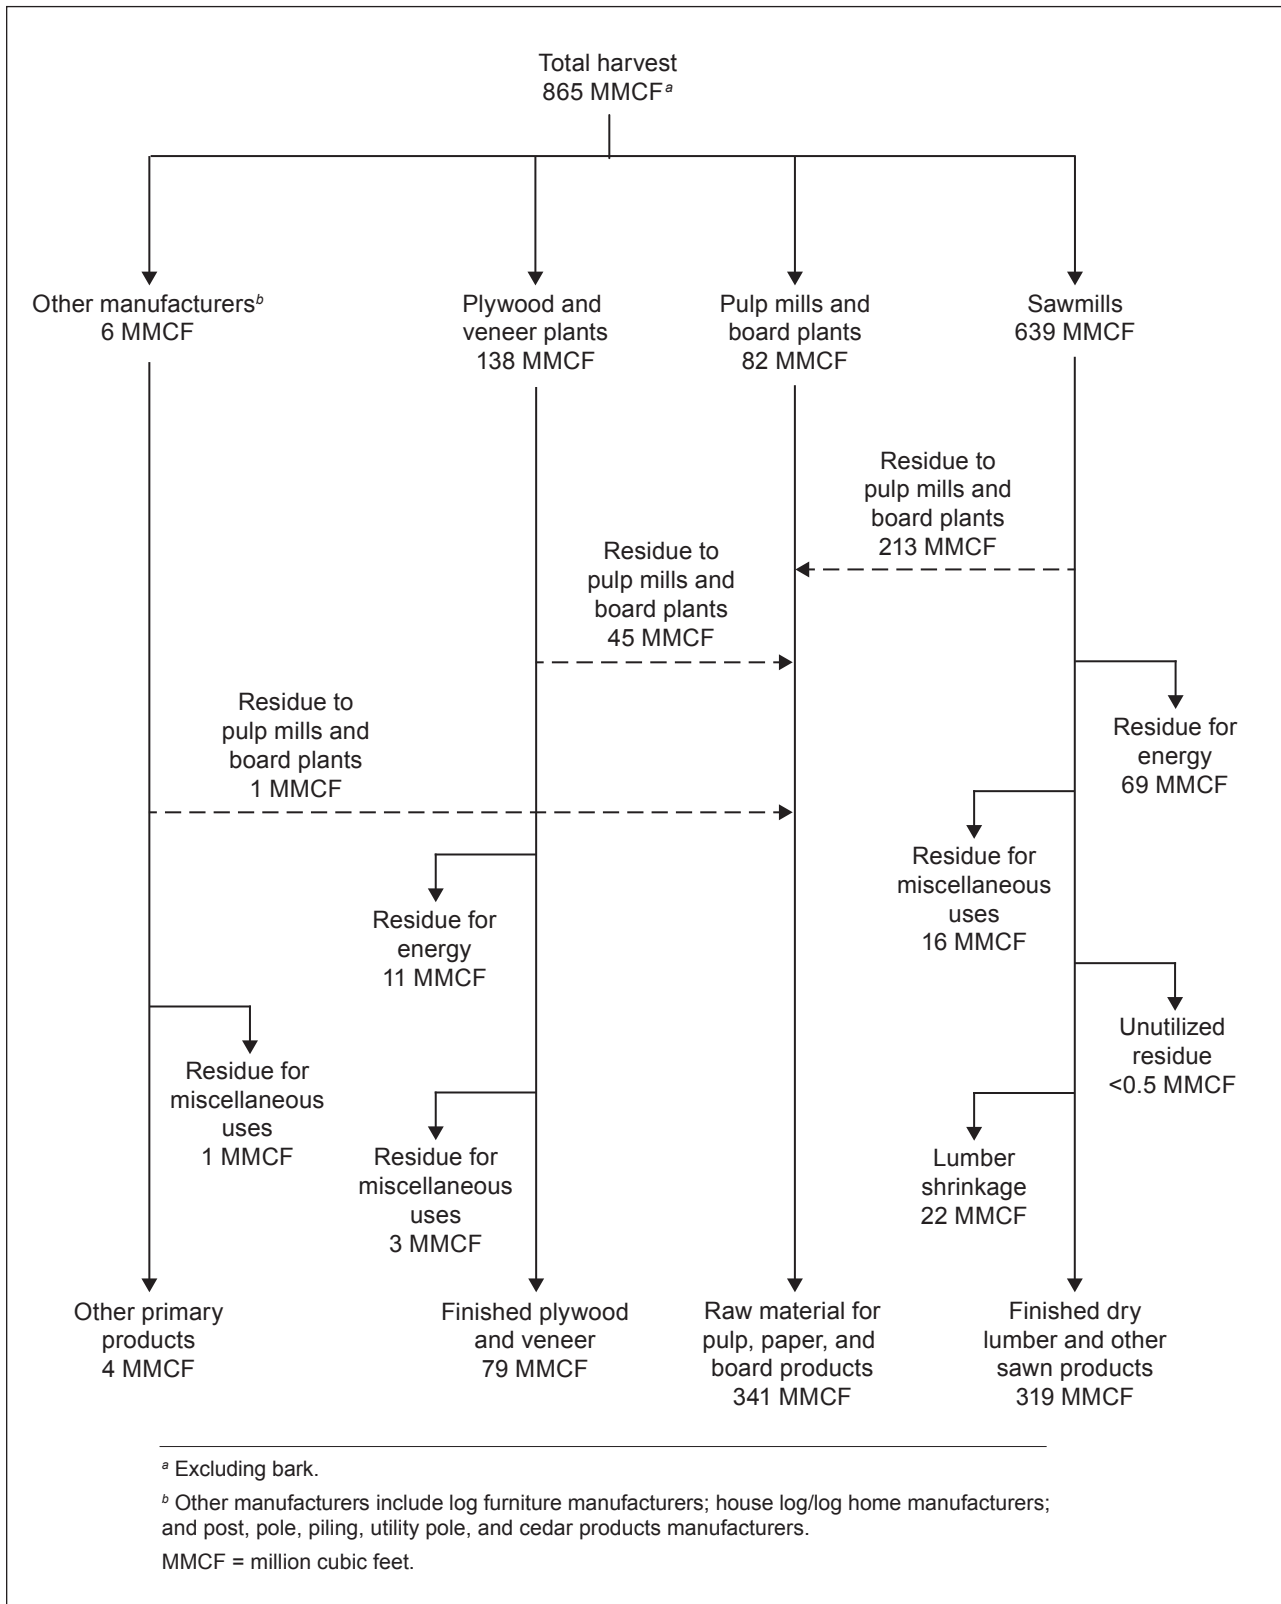 Total harvest
865 MMCFᵃ
Other manufacturersᵇ
6 MMCF
Plywood and
veneer plants
138 MMCF
Pulp mills and
board plants
82 MMCF
Sawmills
639 MMCF
Residue to
pulp mills and
board plants
213 MMCF
Residue to
pulp mills and
board plants
45 MMCF
Residue to
pulp mills and
board plants
1 MMCF
Residue for
energy
69 MMCF
Residue for
miscellaneous
uses
16 MMCF
Residue for
energy
11 MMCF
Unutilized
residue
<0.5 MMCF
Residue for
miscellaneous
uses
1 MMCF
Residue for
miscellaneous
uses
3 MMCF
Lumber
shrinkage
22 MMCF
Other primary
products
4 MMCF
Finished plywood
and veneer
79 MMCF
Raw material for
pulp, paper, and
board products
341 MMCF
Finished dry
lumber and other
sawn products
319 MMCF
ᵃ Excluding bark.
ᵇ Other manufacturers include log furniture manufacturers; house log/log home manufacturers;
and post, pole, piling, utility pole, and cedar products manufacturers.
MMCF = million cubic feet.